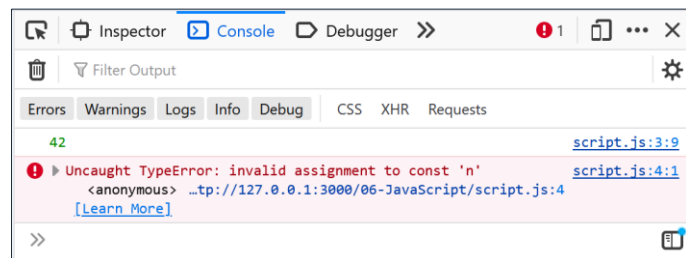 Inspector Console Debugger 1
Filter Output
Errors Warnings Logs Info Debug CSS XHR Requests
42 script.js:3:9
Uncaught TypeError: invalid assignment to const 'n' script.js:4:1
<anonymous> …tp://127.0.0.1:3000/06-JavaScript/script.js:4
[Learn More]